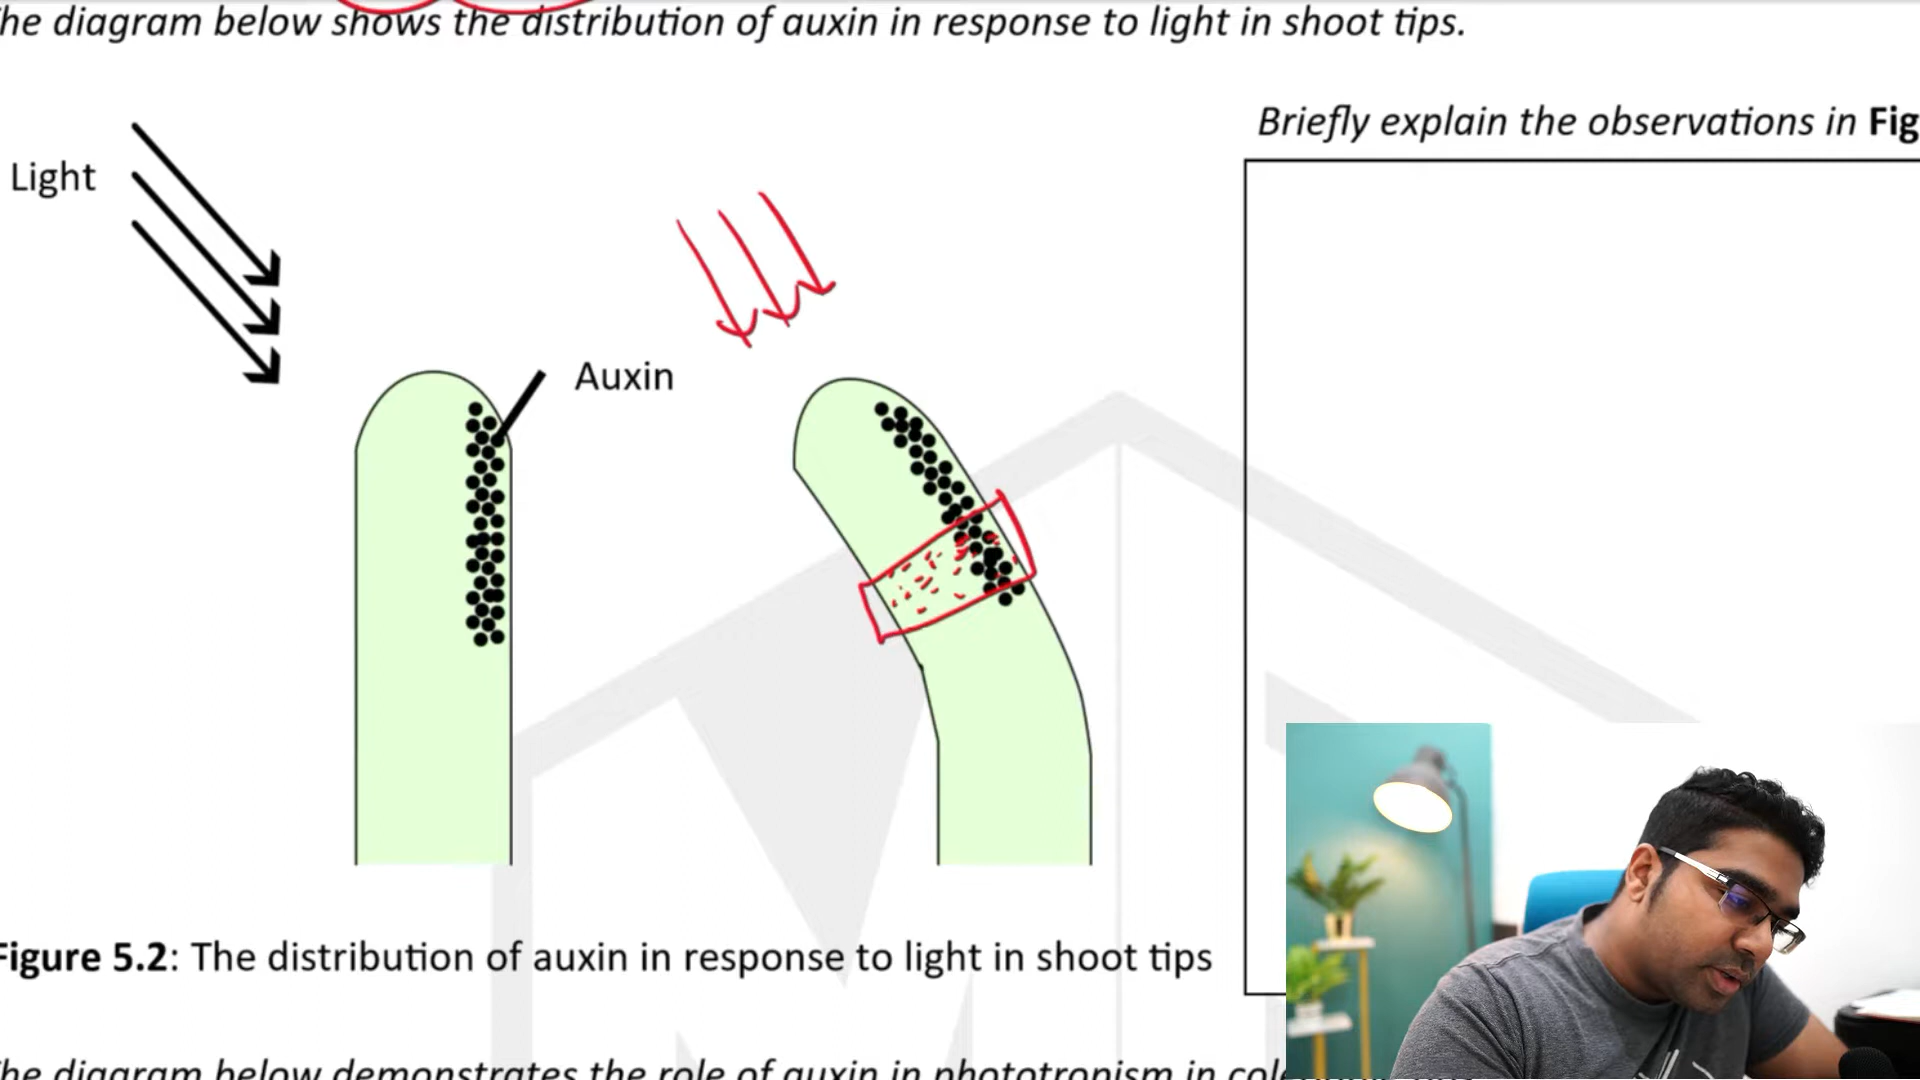 he diagram below shows the distribution of auxin in response to light in shoot tips.
Briefly explain the observations in Fig
Light
Auxin
Figure 5.2: The distribution of auxin in response to light in shoot tips
he diagram below demonstrates the role of auxin in phototropism in